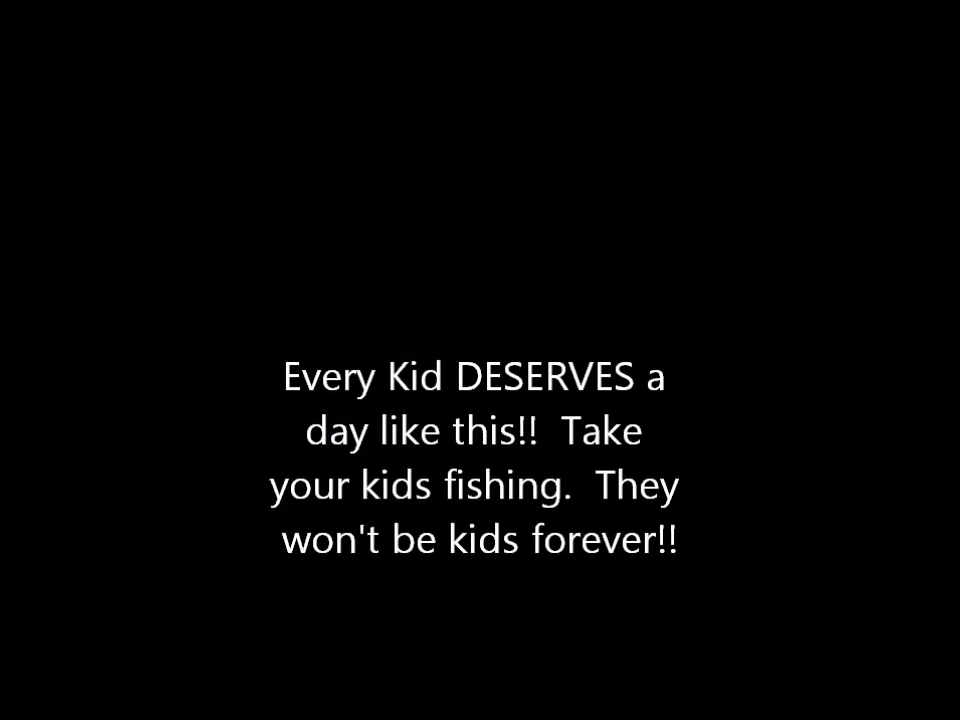 Every Kid DESERVES a
day like this!!  Take
your kids fishing.  They
won't be kids forever!!